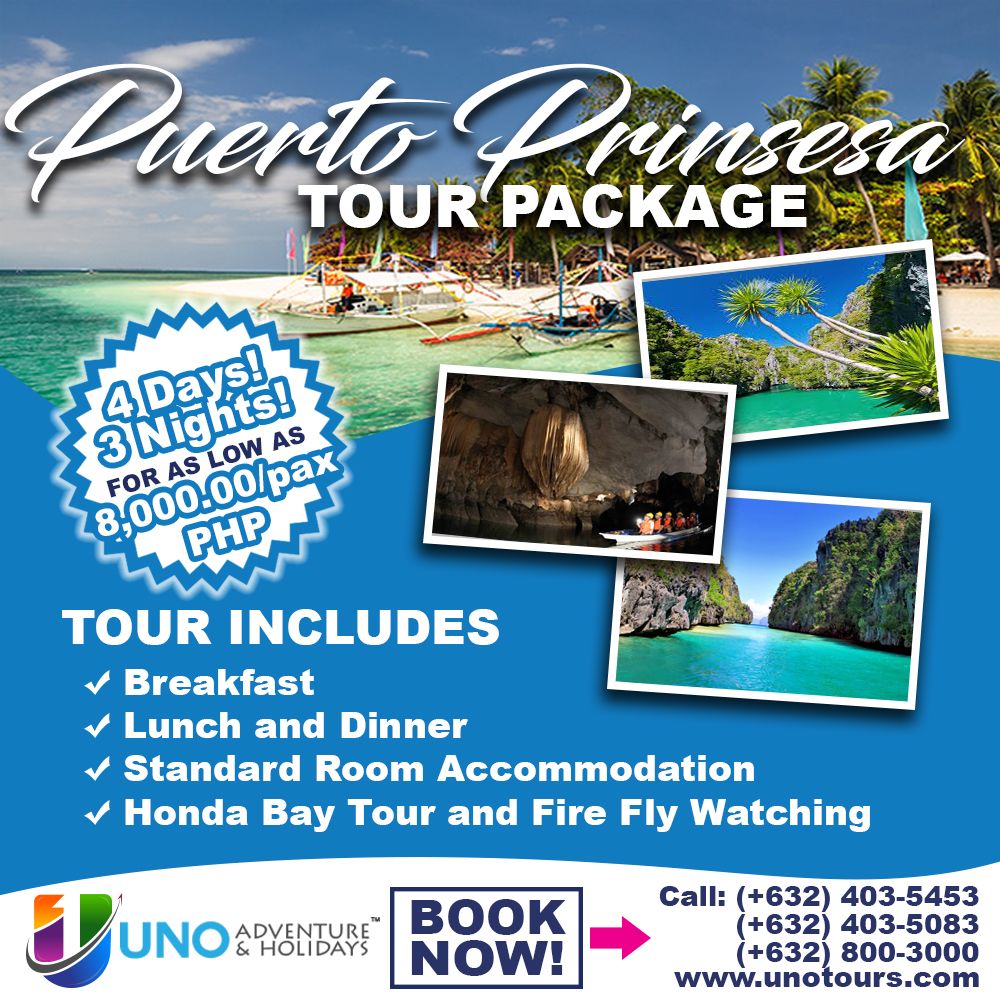 Puerto Prinsesa
TOUR PACKAGE
4 Days!
3 Nights!
FOR AS LOW AS
8,000.00/pax
PHP
TOUR INCLUDES
✓ Breakfast
✓ Lunch and Dinner
✓ Standard Room Accommodation
✓ Honda Bay Tour and Fire Fly Watching
UNO ADVENTURE™
& HOLIDAYS
BOOK
NOW!
Call: (+632) 403-5453
(+632) 403-5083
(+632) 800-3000
www.unotours.com